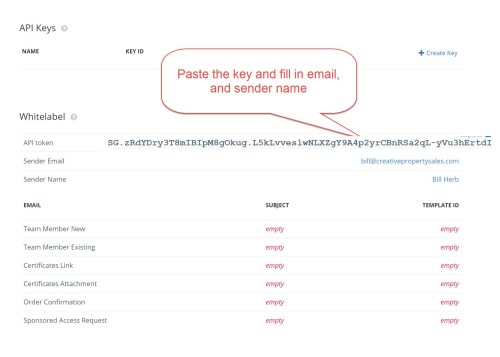 API Keys
NAME KEY ID + Create Key
Paste the key and fill in email,
and sender name
Whitelabel
API token 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
Sender Email bill@creativepropertysales.com
Sender Name Bill Herb
EMAIL SUBJECT TEMPLATE ID
Team Member New empty empty
Team Member Existing empty empty
Certificates Link empty empty
Certificates Attachment empty empty
Order Confirmation empty empty
Sponsored Access Request empty empty